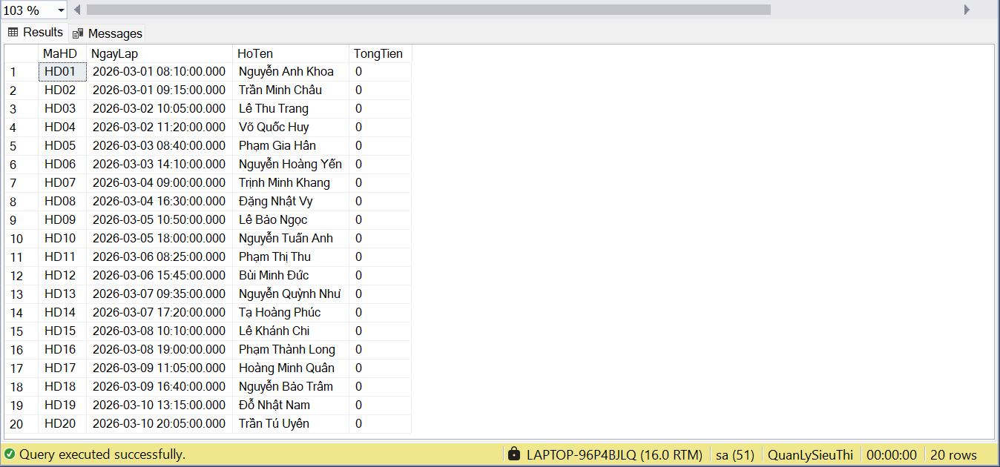 103 %
Results Messages
MaHD NgayLap HoTen TongTien
1 HD01 2026-03-01 08:10:00.000 Nguyễn Anh Khoa 0
2 HD02 2026-03-01 09:15:00.000 Trần Minh Châu 0
3 HD03 2026-03-02 10:05:00.000 Lê Thu Trang 0
4 HD04 2026-03-02 11:20:00.000 Võ Quốc Huy 0
5 HD05 2026-03-03 08:40:00.000 Phạm Gia Hân 0
6 HD06 2026-03-03 14:10:00.000 Nguyễn Hoàng Yến 0
7 HD07 2026-03-04 09:00:00.000 Trịnh Minh Khang 0
8 HD08 2026-03-04 16:30:00.000 Đặng Nhật Vy 0
9 HD09 2026-03-05 10:50:00.000 Lê Bảo Ngọc 0
10 HD10 2026-03-05 18:00:00.000 Nguyễn Tuấn Anh 0
11 HD11 2026-03-06 08:25:00.000 Phạm Thị Thu 0
12 HD12 2026-03-06 15:45:00.000 Bùi Minh Đức 0
13 HD13 2026-03-07 09:35:00.000 Nguyễn Quỳnh Như 0
14 HD14 2026-03-07 17:20:00.000 Tạ Hoàng Phúc 0
15 HD15 2026-03-08 10:10:00.000 Lê Khánh Chi 0
16 HD16 2026-03-08 19:00:00.000 Phạm Thành Long 0
17 HD17 2026-03-09 11:05:00.000 Hoàng Minh Quân 0
18 HD18 2026-03-09 16:40:00.000 Nguyễn Bảo Trâm 0
19 HD19 2026-03-10 13:15:00.000 Đỗ Nhật Nam 0
20 HD20 2026-03-10 20:05:00.000 Trần Tú Uyên 0
Query executed successfully. LAPTOP-96P4BJLQ (16.0 RTM) sa (51) QuanLySieuThi 00:00:00 20 rows